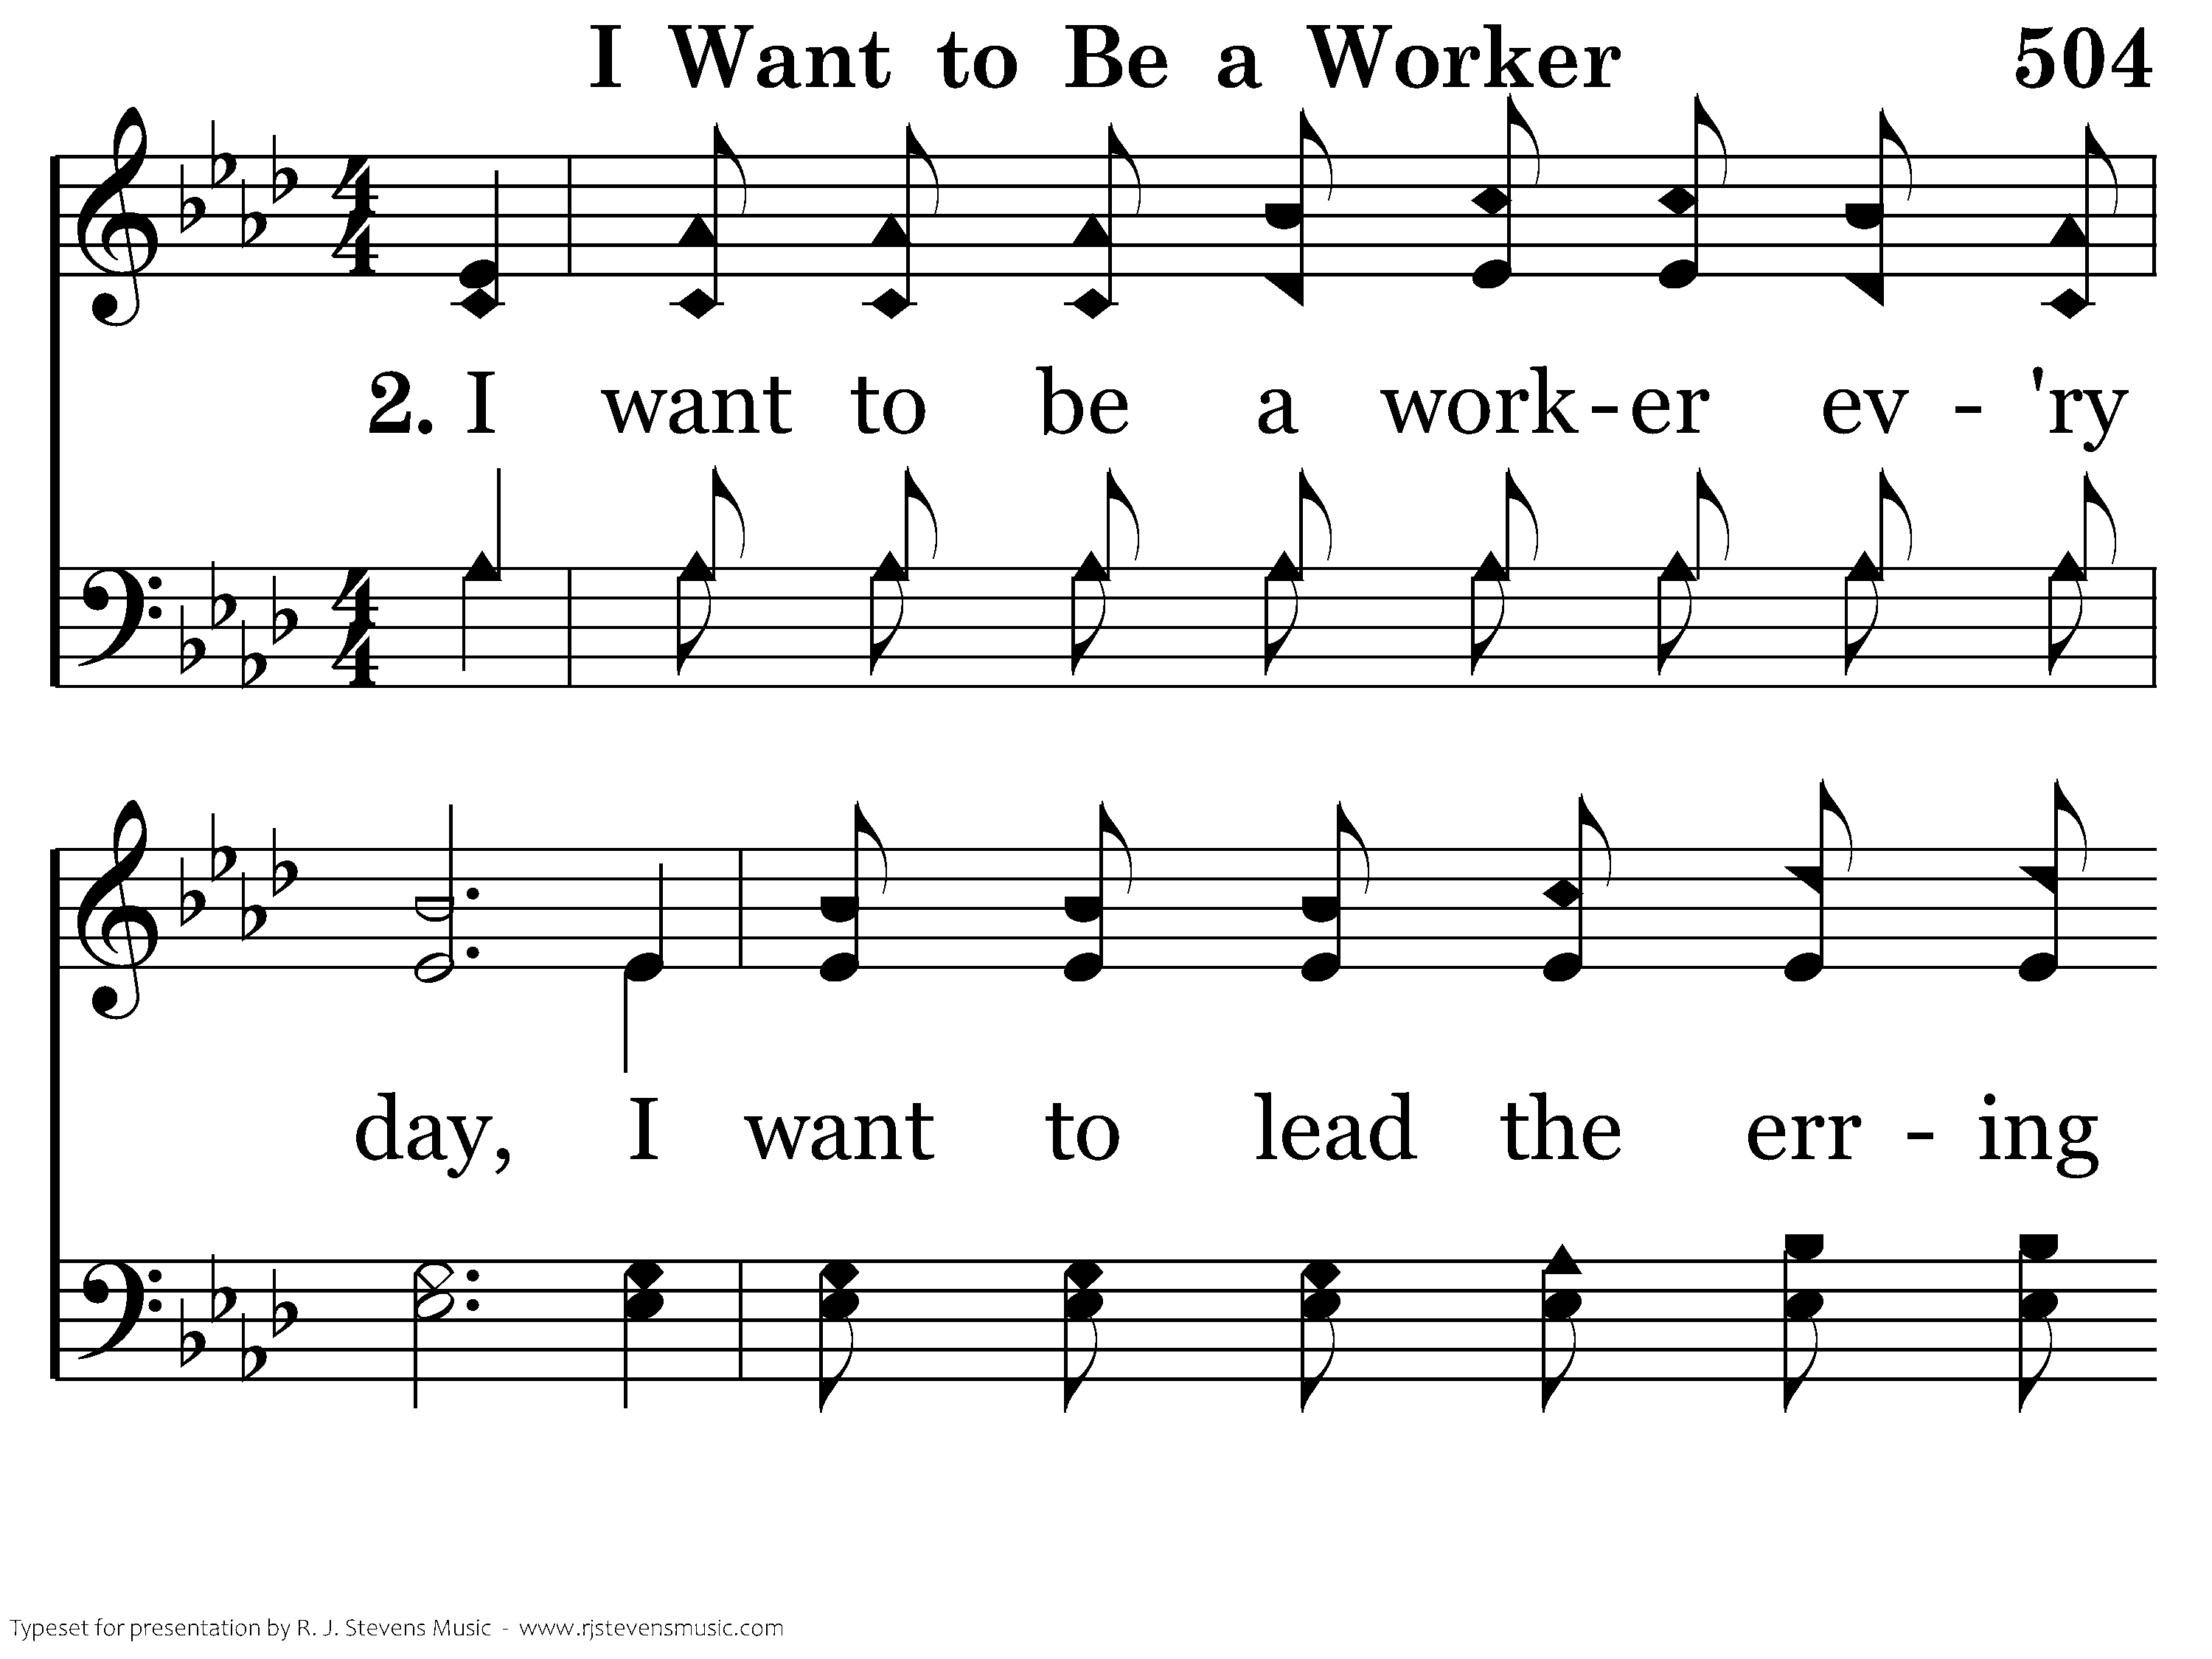 I Want to Be a Worker 504
2. I want to be a work-er ev - 'ry
day, I want to lead the err - ing
Typeset for presentation by R. J. Stevens Music - www.rjstevensmusic.com